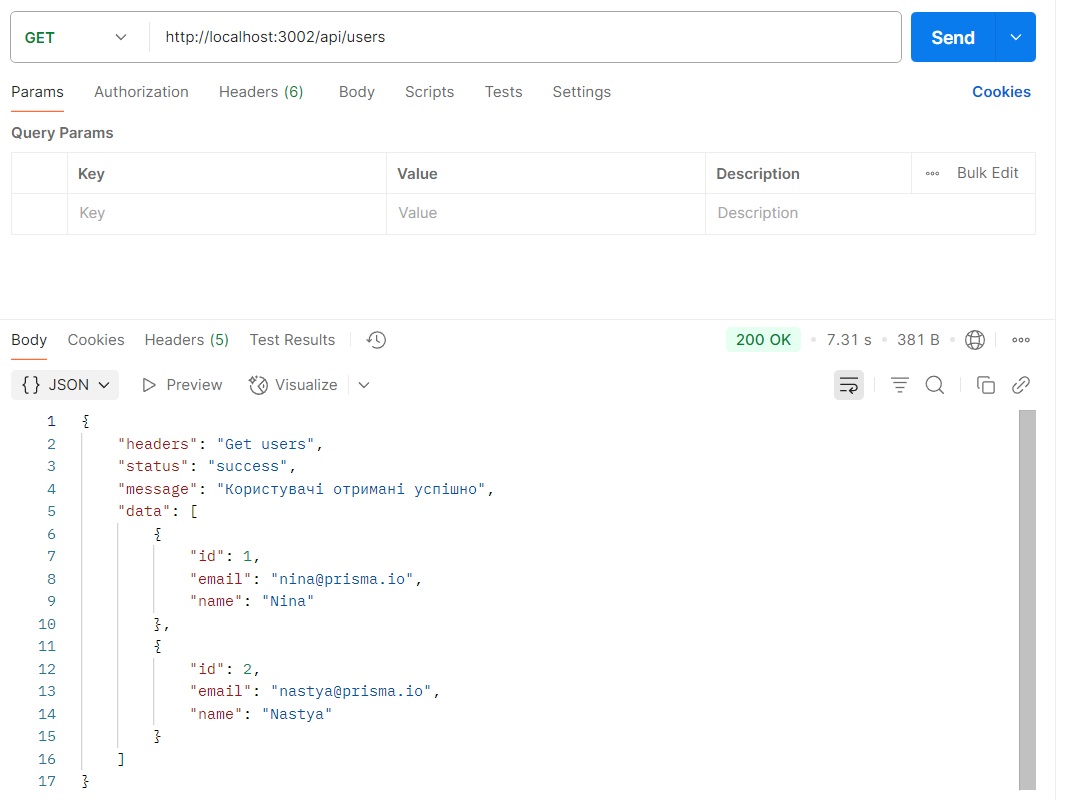 GET http://localhost:3002/api/users Send
Params Authorization Headers (6) Body Scripts Tests Settings Cookies
Query Params
Key Value Description Bulk Edit
Key Value Description
Body Cookies Headers (5) Test Results 200 OK • 7.31 s • 381 B
{} JSON Preview Visualize
1 {
2 "headers": "Get users",
3 "status": "success",
4 "message": "Користувачі отримані успішно",
5 "data": [
6 {
7 "id": 1,
8 "email": "nina@prisma.io",
9 "name": "Nina"
10 },
11 {
12 "id": 2,
13 "email": "nastya@prisma.io",
14 "name": "Nastya"
15 }
16 ]
17 }